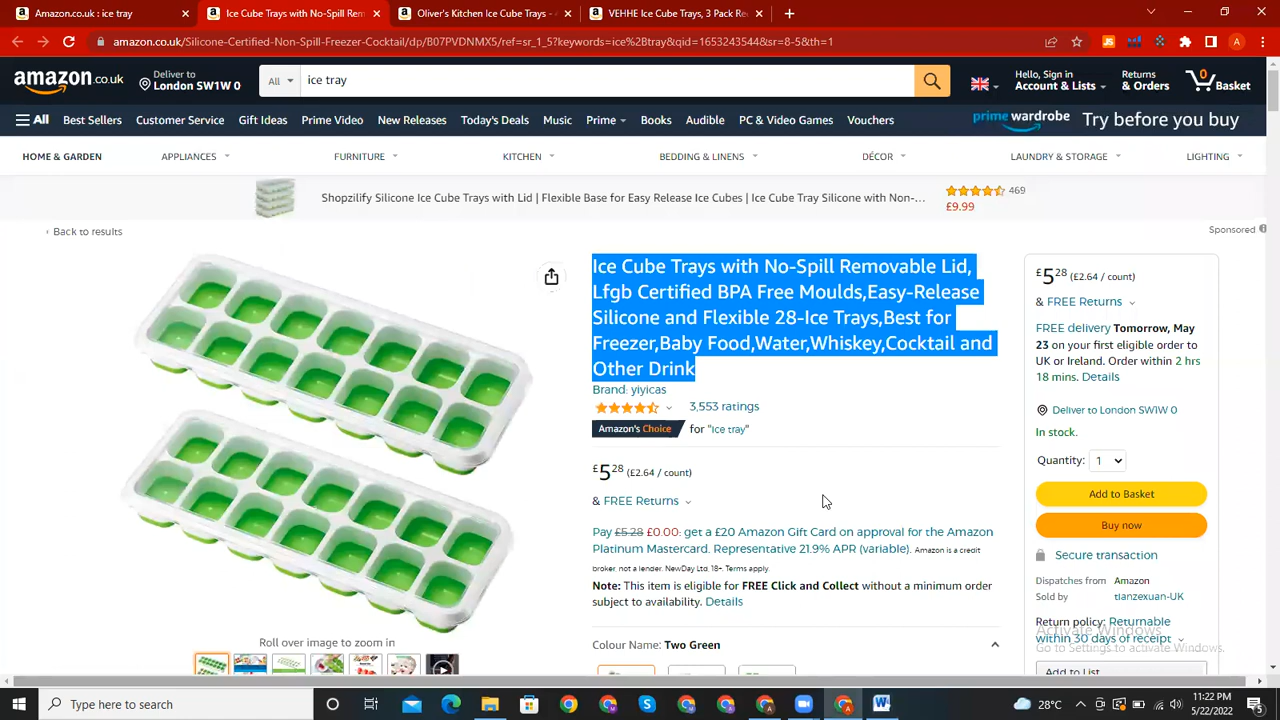 Amazon.co.uk : ice tray
Ice Cube Trays with No-Spill Rem
Oliver's Kitchen Ice Cube Trays -
VEHHE Ice Cube Trays, 3 Pack Re
amazon.co.uk/Silicone-Certified-Non-Spill-Freezer-Cocktail/dp/B07PVDNMX5/ref=sr_1_5?keywords=ice%2Btray&qid=1653243544&sr=8-5&th=1
amazon.co.uk
Deliver to
London SW1W 0
All
ice tray
Hello, Sign in
Account & Lists
Returns
& Orders
0
Basket
All
Best Sellers
Customer Service
Gift Ideas
Prime Video
New Releases
Today's Deals
Music
Prime
Books
Audible
PC & Video Games
Vouchers
prime wardrobe
Try before you buy
HOME & GARDEN
APPLIANCES
FURNITURE
KITCHEN
BEDDING & LINENS
DÉCOR
LAUNDRY & STORAGE
LIGHTING
Shopzilify Silicone Ice Cube Trays with Lid | Flexible Base for Easy Release Ice Cubes | Ice Cube Tray Silicone with Non-...
469
£9.99
‹ Back to results
Sponsored
Ice Cube Trays with No-Spill Removable Lid,
Lfgb Certified BPA Free Moulds,Easy-Release
Silicone and Flexible 28-Ice Trays,Best for
Freezer,Baby Food,Water,Whiskey,Cocktail and
Other Drink
Brand: yiyicas
3,553 ratings
Amazon's Choice for "ice tray"
£5 28 (£2.64 / count)
& FREE Returns
Pay £5.28 £0.00: get a £20 Amazon Gift Card on approval for the Amazon
Platinum Mastercard. Representative 21.9% APR (variable). Amazon is a credit
broker, not a lender. NewDay Ltd, 18+. Terms apply.
Note: This item is eligible for FREE Click and Collect without a minimum order
subject to availability. Details
Colour Name: Two Green
Roll over image to zoom in
£5 28 (£2.64 / count)
& FREE Returns
FREE delivery Tomorrow, May
23 on your first eligible order to
UK or Ireland. Order within 2 hrs
18 mins. Details
Deliver to London SW1W 0
In stock.
Quantity: 1
Add to Basket
Buy now
Secure transaction
Dispatches from Amazon
Sold by tianzexuan-UK
Return policy: Returnable
within 30 days of receipt
Activate Windows
Go to Settings to activate Windows.
Add to List
Type here to search
28°C
11:22 PM
5/22/2022